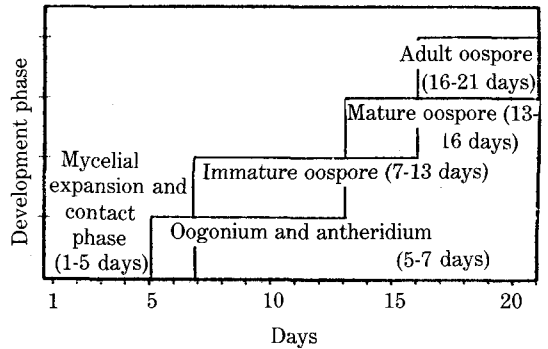 Adult oospore
(16-21 days)
Mature oospore (13-
16 days)
Immature oospore (7-13 days)
Mycelial
expansion and
contact
phase
(1-5 days)
Oogonium and antheridium
(5-7 days)
Development phase
1 5 10 15 20
Days